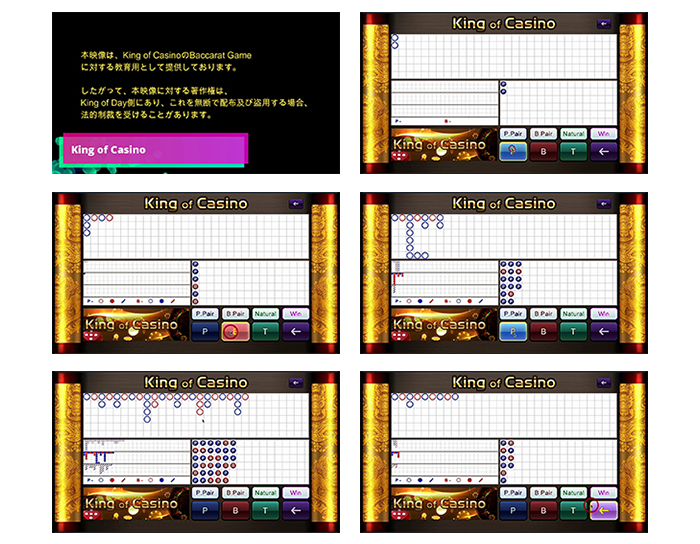 本映像は、King of CasinoのBaccarat Game
に対する教育用として提供しております。
したがって、本映像に対する著作権は、
King of Day側にあり、これを無断で配布及び盗用する場合、
法的制裁を受けることがあります。
King of Casino
King of Casino
P.Pair B.Pair Natural Win
King of Casino
P B T
King of Casino
P.Pair B.Pair Natural Win
King of Casino
P T
King of Casino
P.Pair B.Pair Natural Win
King of Casino
P B T
King of Casino
P.Pair B.Pair Natural Win
King of Casino
P B T
King of Casino
P.Pair B.Pair Natural Win
King of Casino
P B T